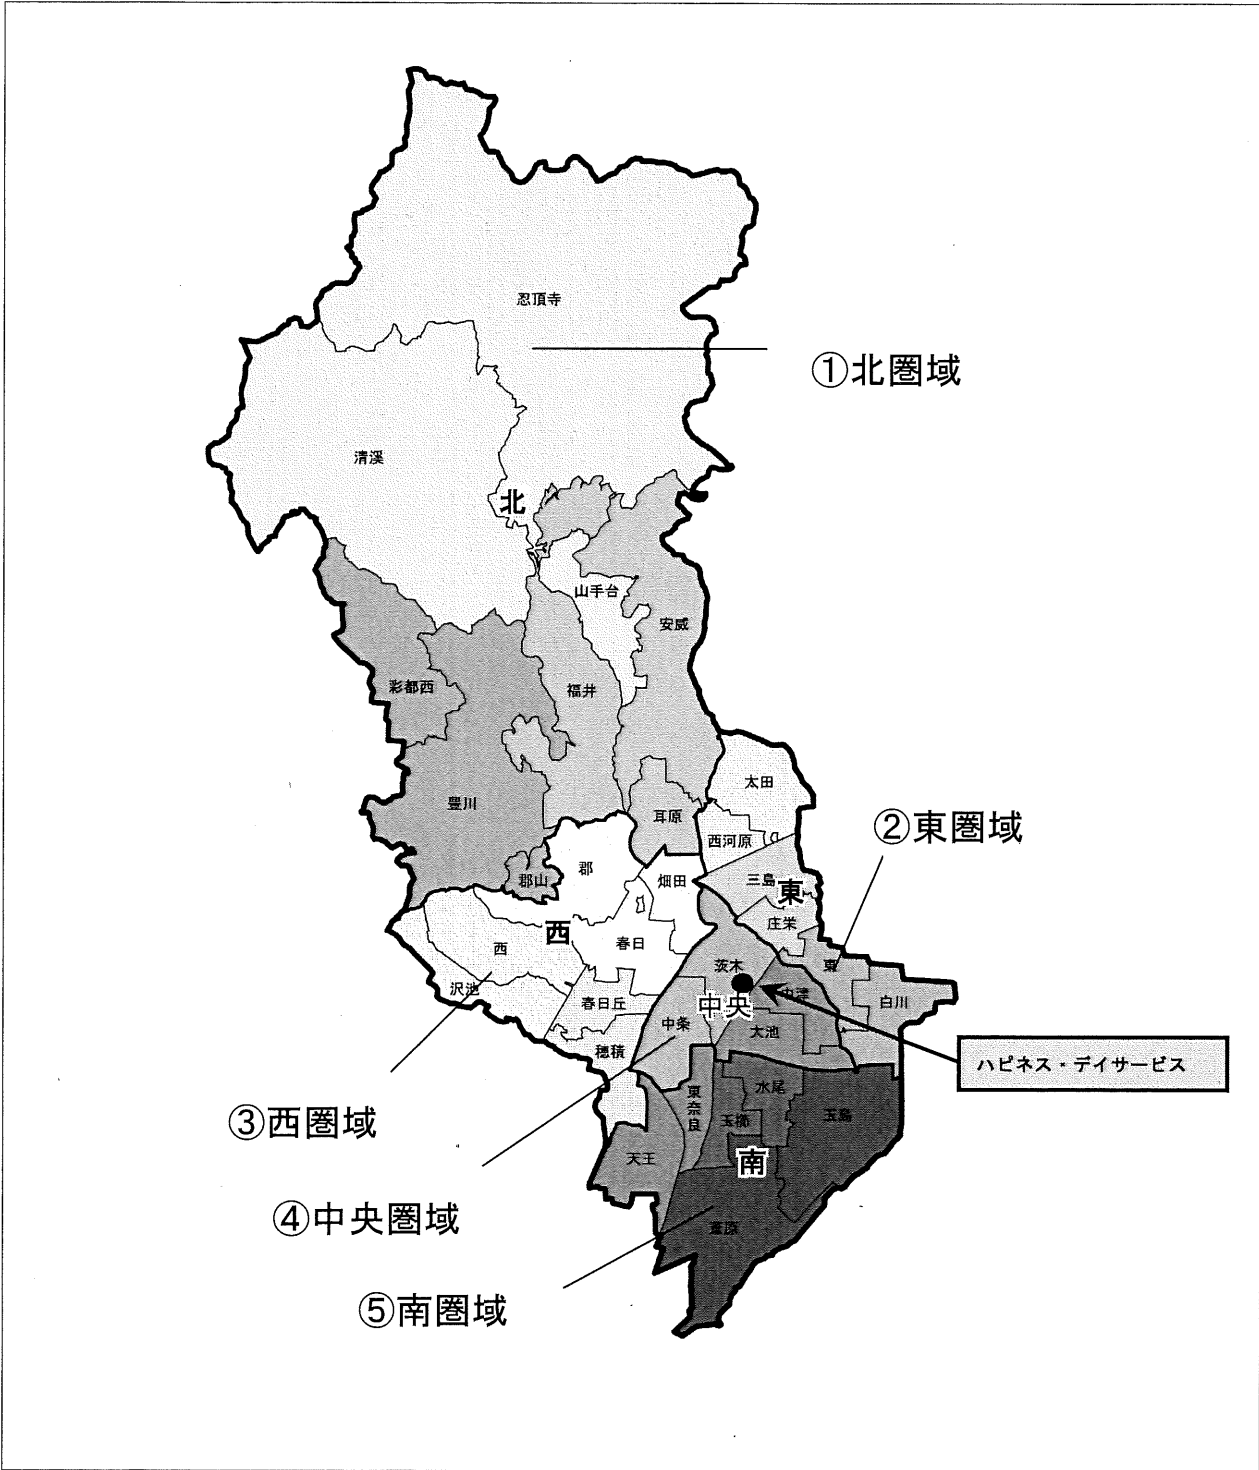 忍頂寺
①北圏域
清溪
北
山手台
安威
彩都西
福井
太田
豊川
耳原
②東圏域
西河原
郡
郡山
畑田
三島
東
庄栄
西
西
春日
茨木
東
沢池
春日丘
中央
中津
白川
中条
大池
穂積
ハピネス・デイサービス
東奈良
水尾
玉櫛
玉島
③西圏域
天王
南
④中央圏域
葦原
⑤南圏域